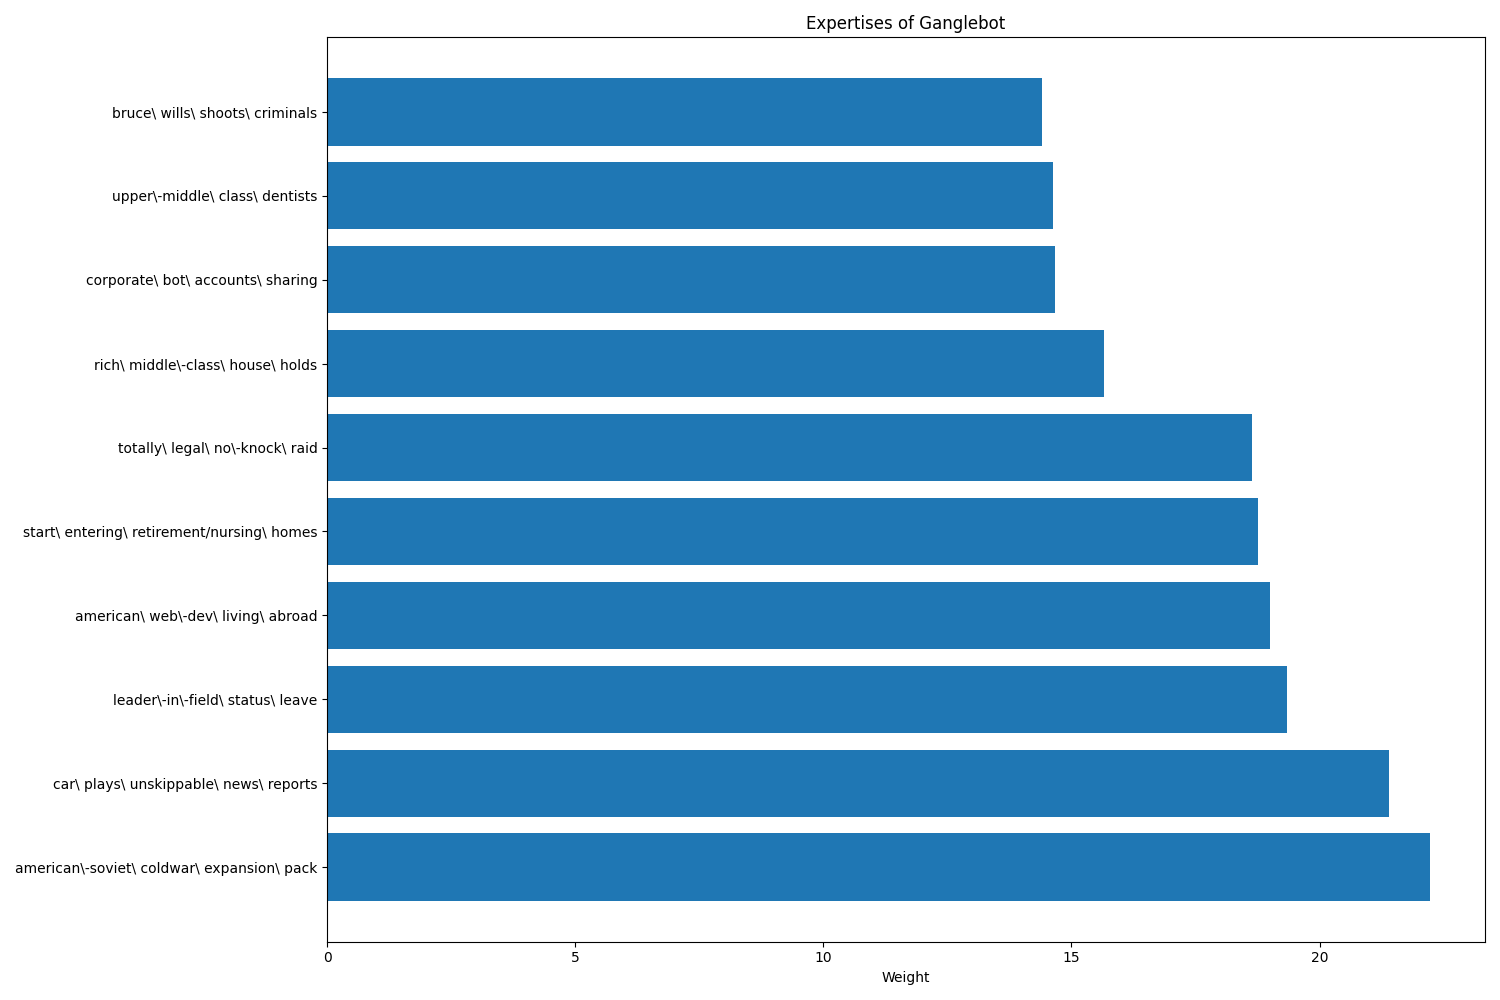 Expertises of Ganglebot
bruce\ wills\ shoots\ criminals
upper\-middle\ class\ dentists
corporate\ bot\ accounts\ sharing
rich\ middle\-class\ house\ holds
totally\ legal\ no\-knock\ raid
start\ entering\ retirement/nursing\ homes
american\ web\-dev\ living\ abroad
leader\-in\-field\ status\ leave
car\ plays\ unskippable\ news\ reports
american\-soviet\ coldwar\ expansion\ pack
0 5 10 15 20
Weight